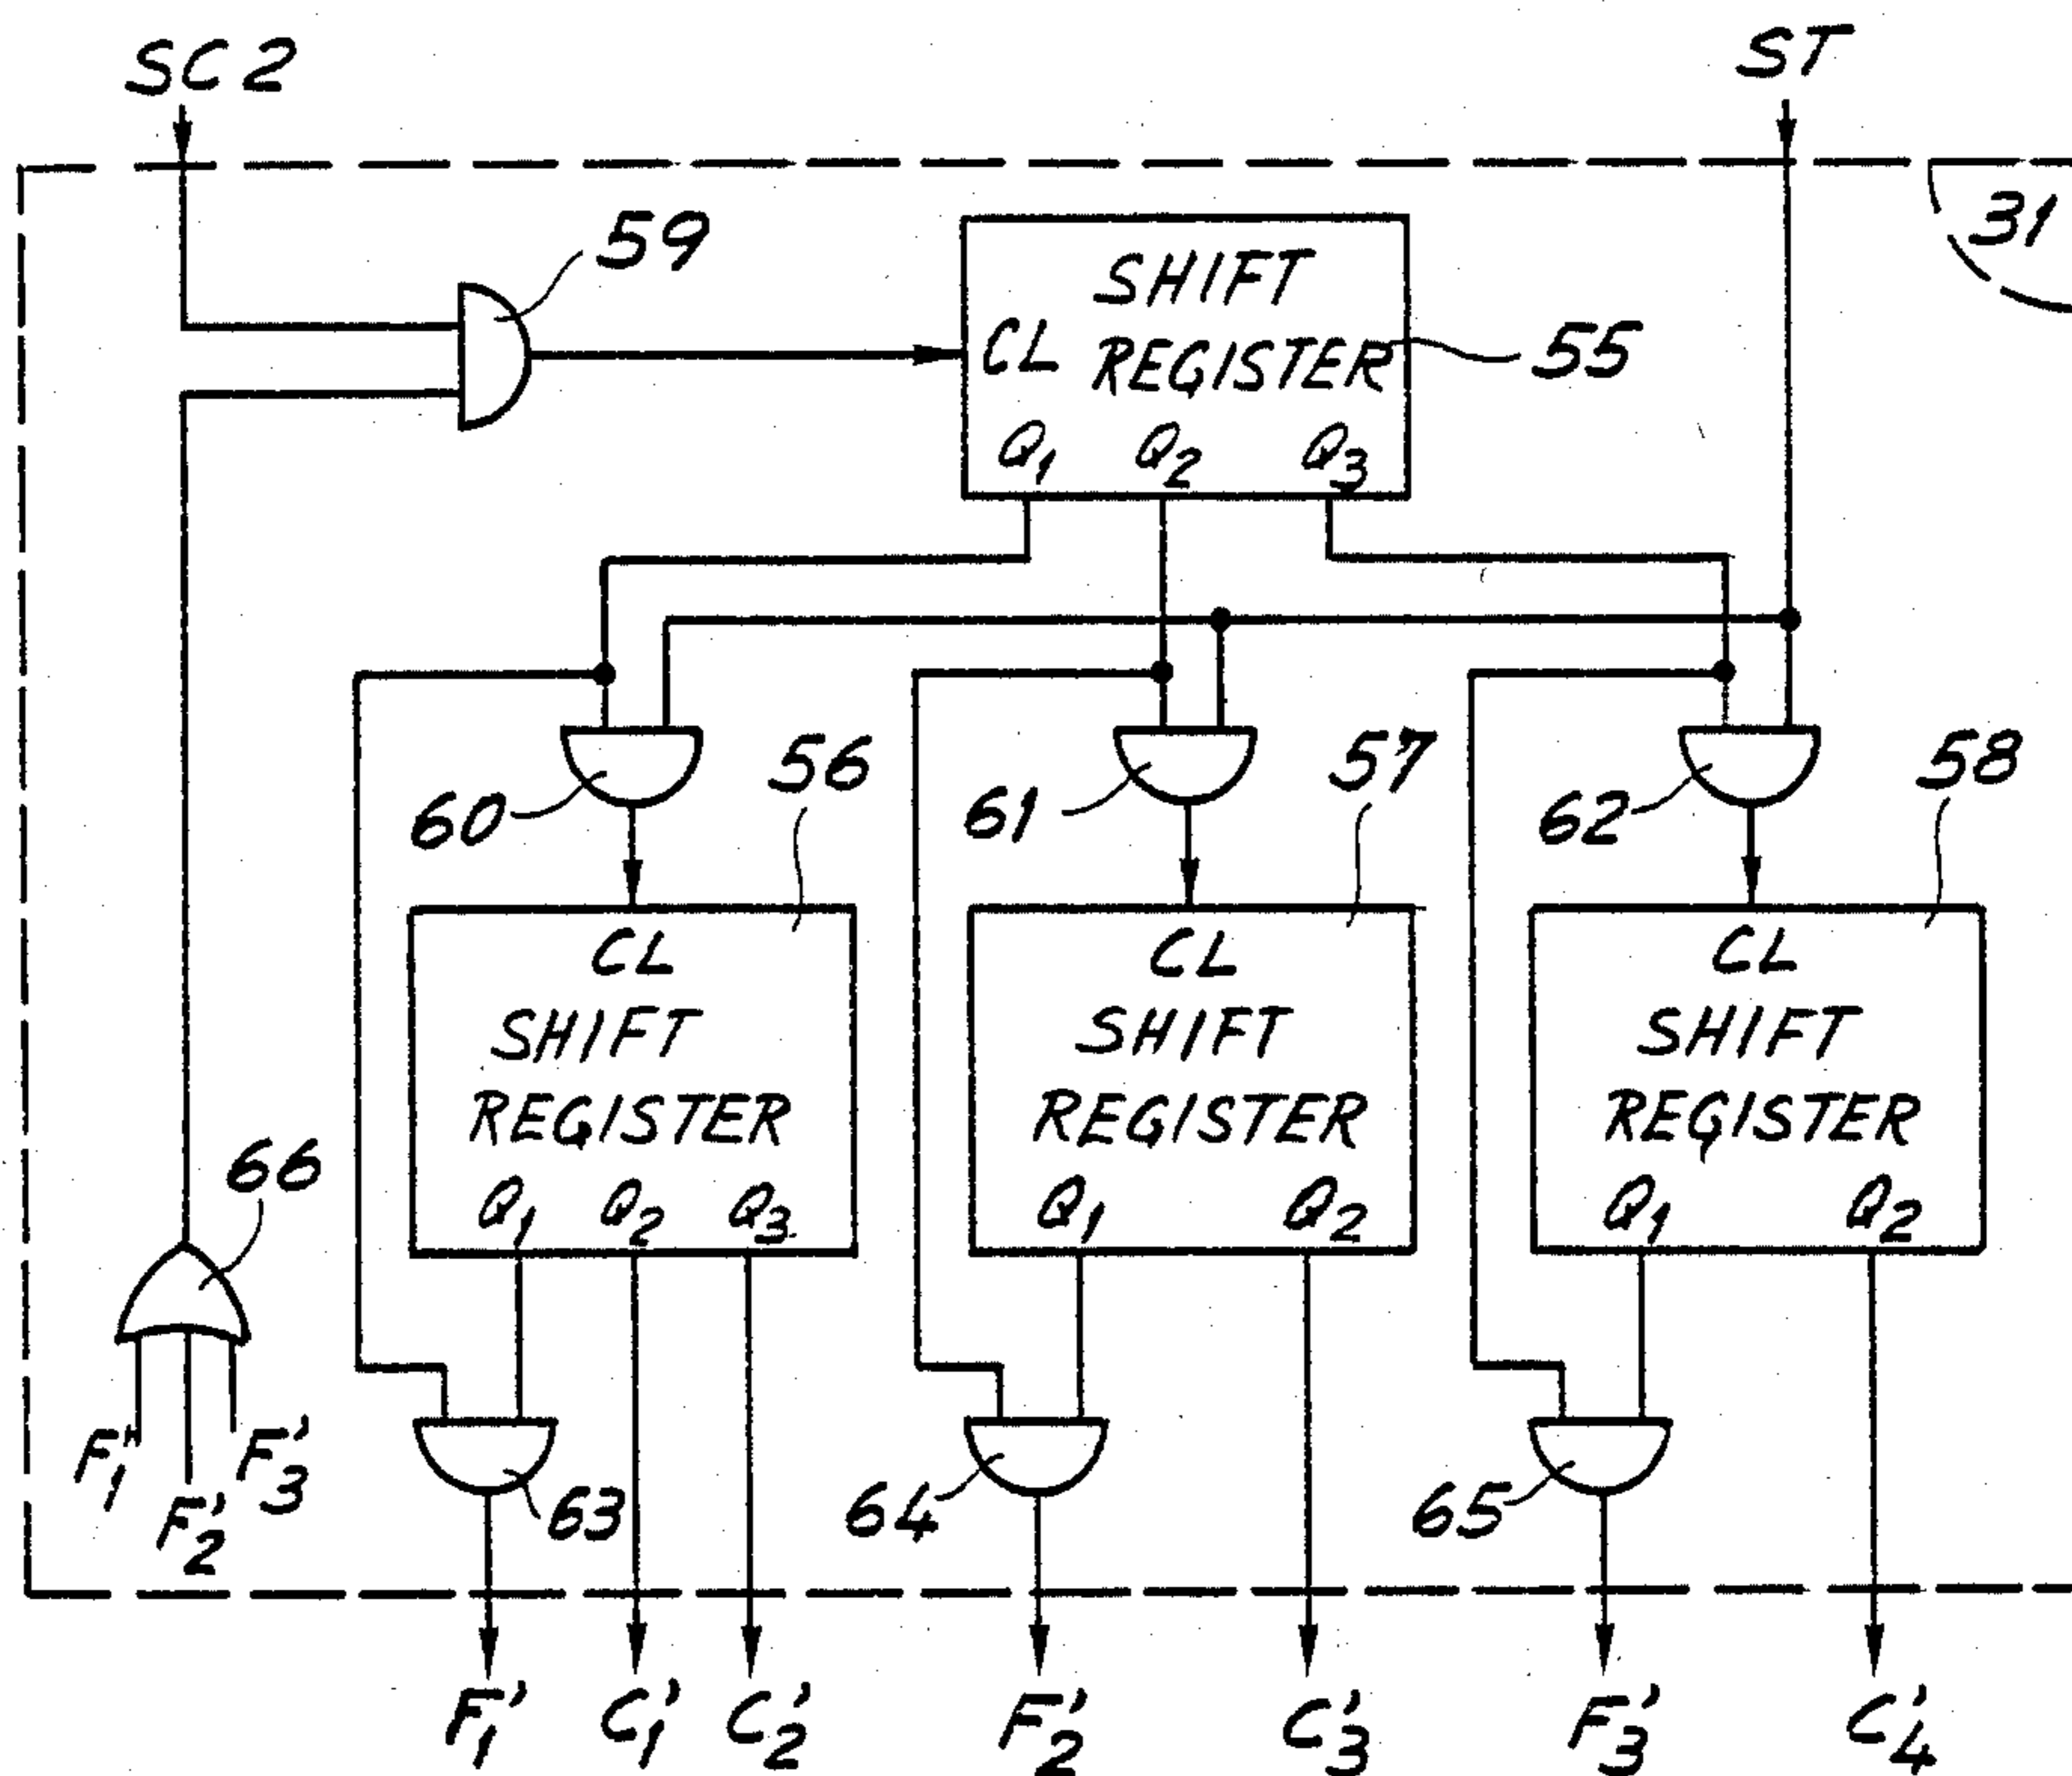 SC2
ST
31
59
SHIFT
REGISTER
CL
55
Q1 Q2 Q3
56
57
58
60
61
62
CL
SHIFT
REGISTER
Q1 Q2 Q3
CL
SHIFT
REGISTER
Q1 Q2
CL
SHIFT
REGISTER
Q1 Q2
66
F1' F2' F3'
63
64
65
F1' C1' C2' F2' C3' F3' C4'